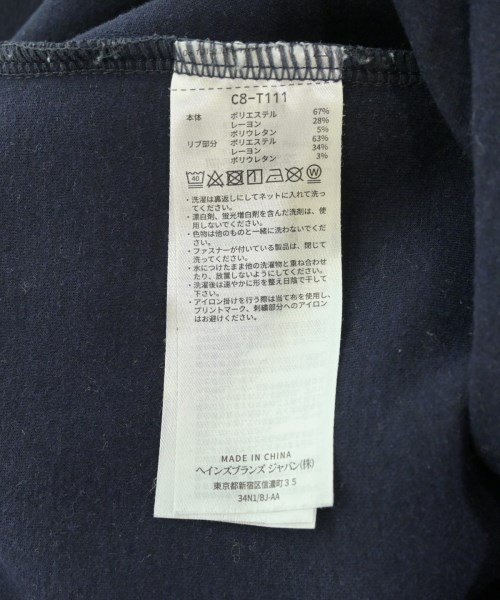 C8-T111
本体 ポリエステル 67%
レーヨン 28%
ポリウレタン 5%
リブ部分 ポリエステル 63%
レーヨン 34%
ポリウレタン 3%
40
・洗濯は裏返しにしてネットに入れて洗っ
てください。
・漂白剤、蛍光増白剤を含んだ洗剤は、使
用しないでください。
・色物は他のものと一緒に洗わないでくだ
さい。
・ファスナーが付いている製品は、閉じて
洗ってください。
・水につけたまま他の洗濯物と重ね合わせ
たり、放置しないようにしてください。
・洗濯後は速やかに形を整え日陰で干して
下さい。
・アイロン掛けを行う際は当て布を使用し、
プリントマーク、刺繍部分へのアイロン
はお避けください。
MADE IN CHINA
ヘインズブランズ ジャパン(株)
東京都新宿区信濃町35
34N1/BJ-AA